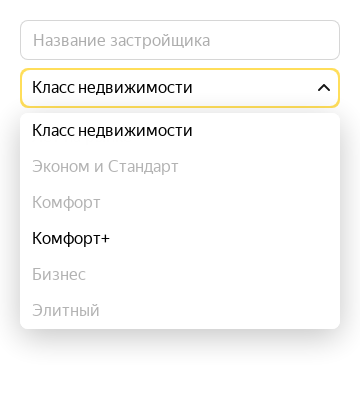 Название застройщика
Класс недвижимости
Класс недвижимости
Эконом и Стандарт
Комфорт
Комфорт+
Бизнес
Элитный